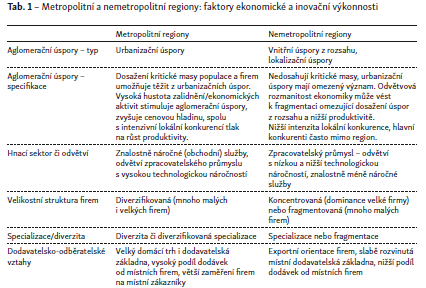 Tab. 1 – Metropolitní a nemetropolitní regiony: faktory ekonomické a inovační výkonnosti
Metropolitní regiony Nemetropolitní regiony
Aglomerační úspory – typ Urbanizační úspory Vnitřní úspory z rozsahu,
lokalizační úspory
Aglomerační úspory – Dosažení kritické masy populace a firem Nedosahují kritické masy, urbanizační
specifikace umožňuje těžit z urbanizačních úspor. úspory mají omezený význam. Odvětvová
Vysoká hustota zalidnění/ekonomických rozmanitost ekonomiky může vést
aktivit stimuluje aglomerační úspory, k fragmentaci omezující dosažení úspor
zvyšuje cenovou hladinu, spolu z rozsahu a nižší produktivitě.
s intenzivní lokální konkurencí tlak Nižší intenzita lokální konkurence, hlavní
na růst produktivity. konkurenti často mimo region.
Hnací sektor či odvětví Znalostně náročné (obchodní) služby, Zpracovatelský průmysl – odvětví
odvětví zpracovatelského průmyslu s nízkou a nižší technologickou
s vysokou technologickou náročností náročností, znalostně méně náročné
služby
Velikostní struktura firem Diverzifikovaná (mnoho malých Koncentrovaná (dominance velké firmy)
i velkých firem) nebo fragmentovaná (mnoho malých
firem)
Specializace/diverzita Diverzita či diverzifikovaná specializace Specializace nebo fragmentace
Dodavatelsko-odběratelské Velký domácí trh i dodavatelská Exportní orientace firem, slabě rozvinutá
vztahy základna, vysoký podíl dodávek místní dodavatelská základna, nižší podíl
od místních firem, větší zaměření firem dodávek od místních firem
na místní zákazníky